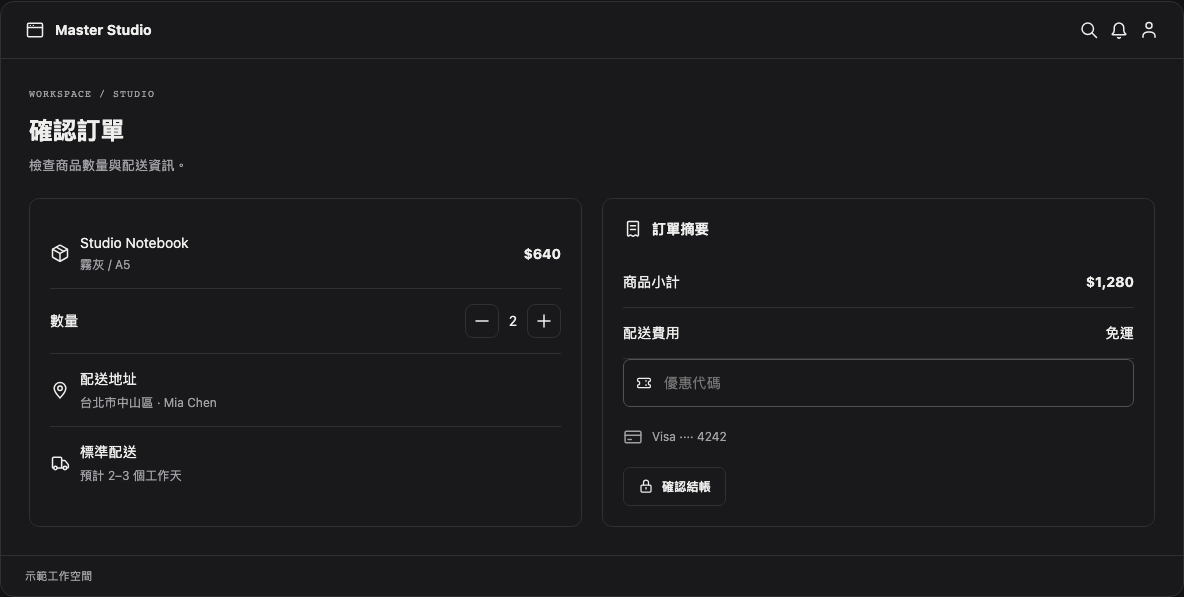 Master Studio
WORKSPACE / STUDIO
確認訂單
檢查商品數量與配送資訊。
Studio Notebook
霧灰 / A5
$640
數量
2
配送地址
台北市中山區 · Mia Chen
標準配送
預計 2–3 個工作天
訂單摘要
商品小計 $1,280
配送費用 免運
優惠代碼
Visa ···· 4242
確認結帳
示範工作空間